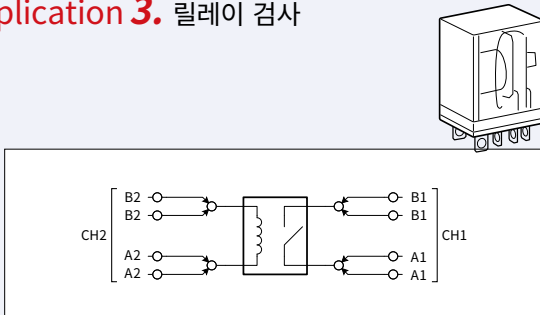 plication 3. 릴레이 검사
B2
B2
CH2
A2
A2
B1
B1
CH1
A1
A1